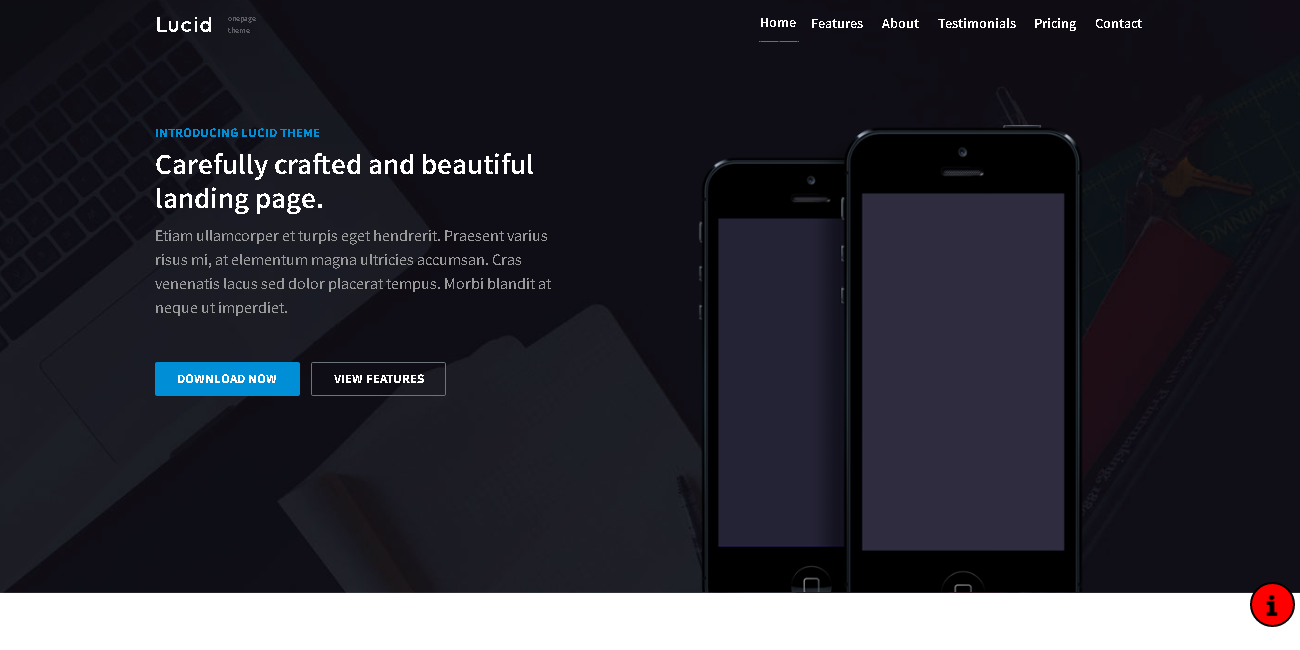 Lucid
onepage
theme
Home Features About Testimonials Pricing Contact
INTRODUCING LUCID THEME
Carefully crafted and beautiful
landing page.
Etiam ullamcorper et turpis eget hendrerit. Praesent varius
risus mi, at elementum magna ultricies accumsan. Cras
venenatis lacus sed dolor placerat tempus. Morbi blandit at
neque ut imperdiet.
DOWNLOAD NOW
VIEW FEATURES
i